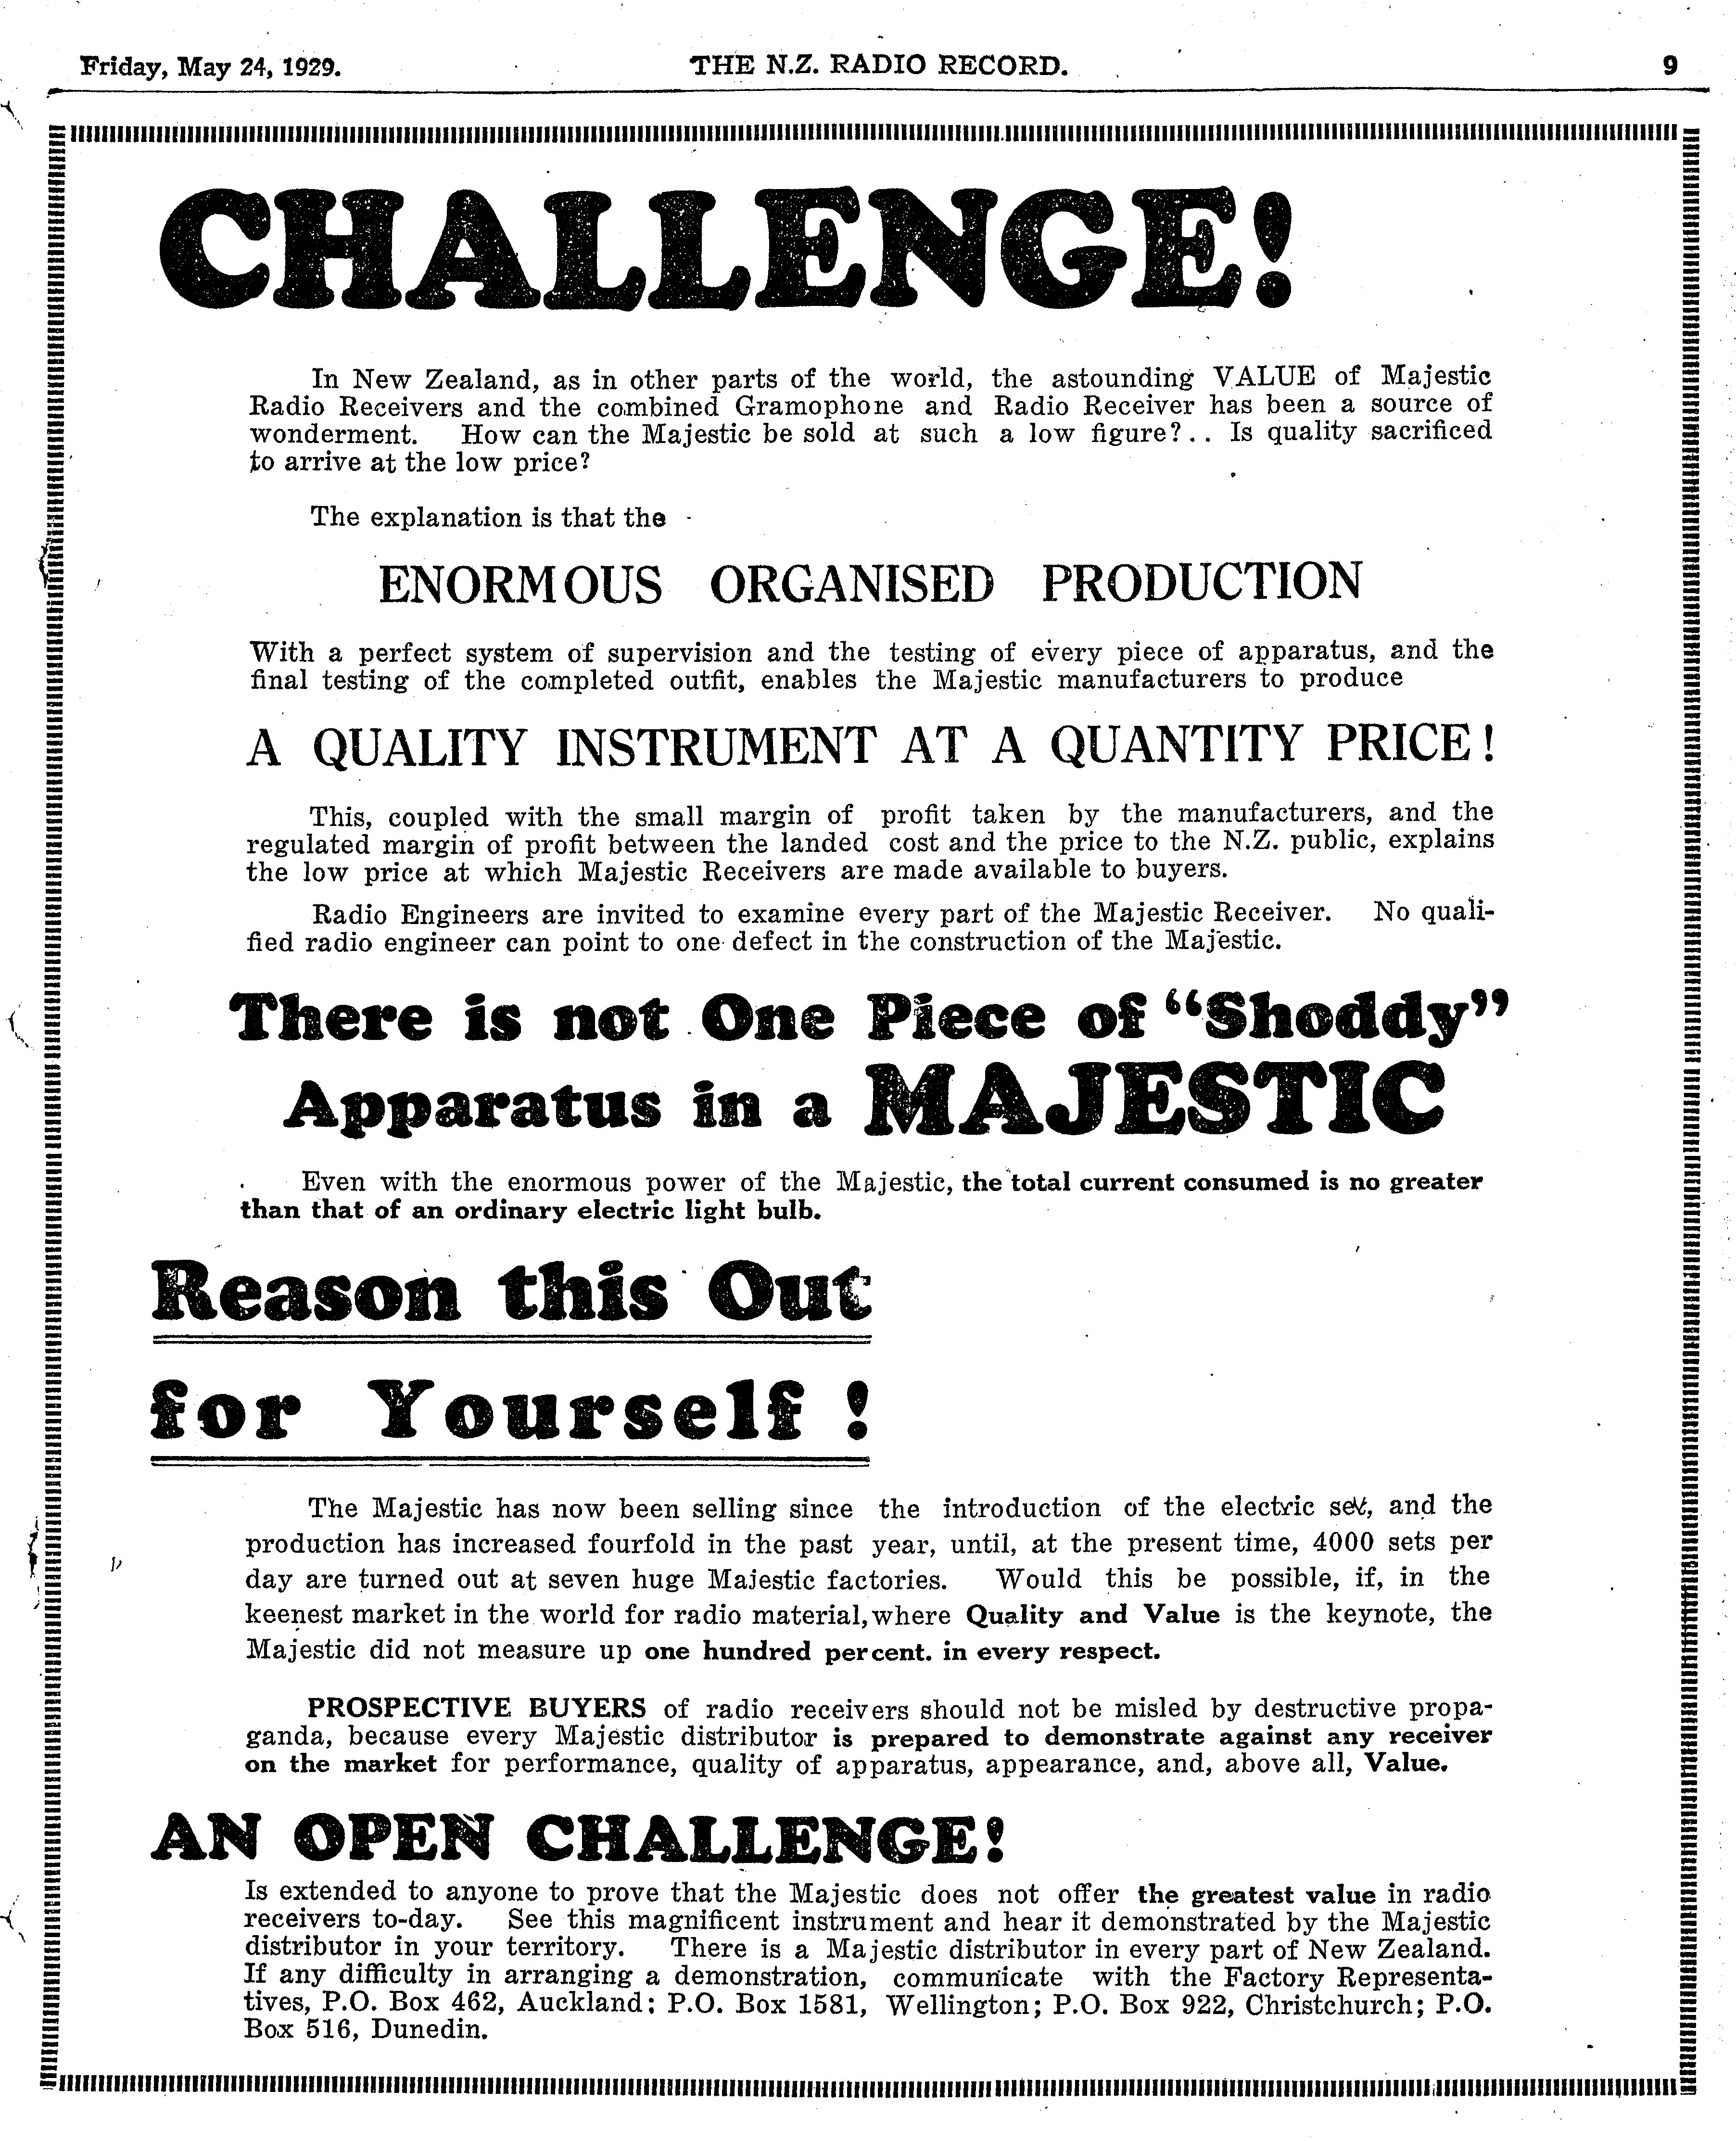 Friday, May 24, 1929. THE N.Z. RADIO RECORD. 9
CHALLENGE!
In New Zealand, as in other parts of the world, the astounding VALUE of Majestic
Radio Receivers and the combined Gramophone and Radio Receiver has been a source of
wonderment. How can the Majestic be sold at such a low figure?.. Is quality sacrificed
to arrive at the low price?
The explanation is that the
ENORMOUS ORGANISED PRODUCTION
With a perfect system of supervision and the testing of every piece of apparatus, and the
final testing of the completed outfit, enables the Majestic manufacturers to produce
A QUALITY INSTRUMENT AT A QUANTITY PRICE!
This, coupled with the small margin of profit taken by the manufacturers, and the
regulated margin of profit between the landed cost and the price to the N.Z. public, explains
the low price at which Majestic Receivers are made available to buyers.
Radio Engineers are invited to examine every part of the Majestic Receiver. No quali-
fied radio engineer can point to one defect in the construction of the Majestic.
There is not One Piece of "Shoddy"
Apparatus in a MAJESTIC
Even with the enormous power of the Majestic, the total current consumed is no greater
than that of an ordinary electric light bulb.
Reason this Out
for Yourself!
The Majestic has now been selling since the introduction of the electric set, and the
production has increased fourfold in the past year, until, at the present time, 4000 sets per
day are turned out at seven huge Majestic factories. Would this be possible, if, in the
keenest market in the world for radio material, where Quality and Value is the keynote, the
Majestic did not measure up one hundred per cent. in every respect.
PROSPECTIVE BUYERS of radio receivers should not be misled by destructive propa-
ganda, because every Majestic distributor is prepared to demonstrate against any receiver
on the market for performance, quality of apparatus, appearance, and, above all, Value.
AN OPEN CHALLENGE!
Is extended to anyone to prove that the Majestic does not offer the greatest value in radio
receivers to-day. See this magnificent instrument and hear it demonstrated by the Majestic
distributor in your territory. There is a Majestic distributor in every part of New Zealand.
If any difficulty in arranging a demonstration, communicate with the Factory Representa-
tives, P.O. Box 462, Auckland; P.O. Box 1581, Wellington; P.O. Box 922, Christchurch; P.O.
Box 516, Dunedin.